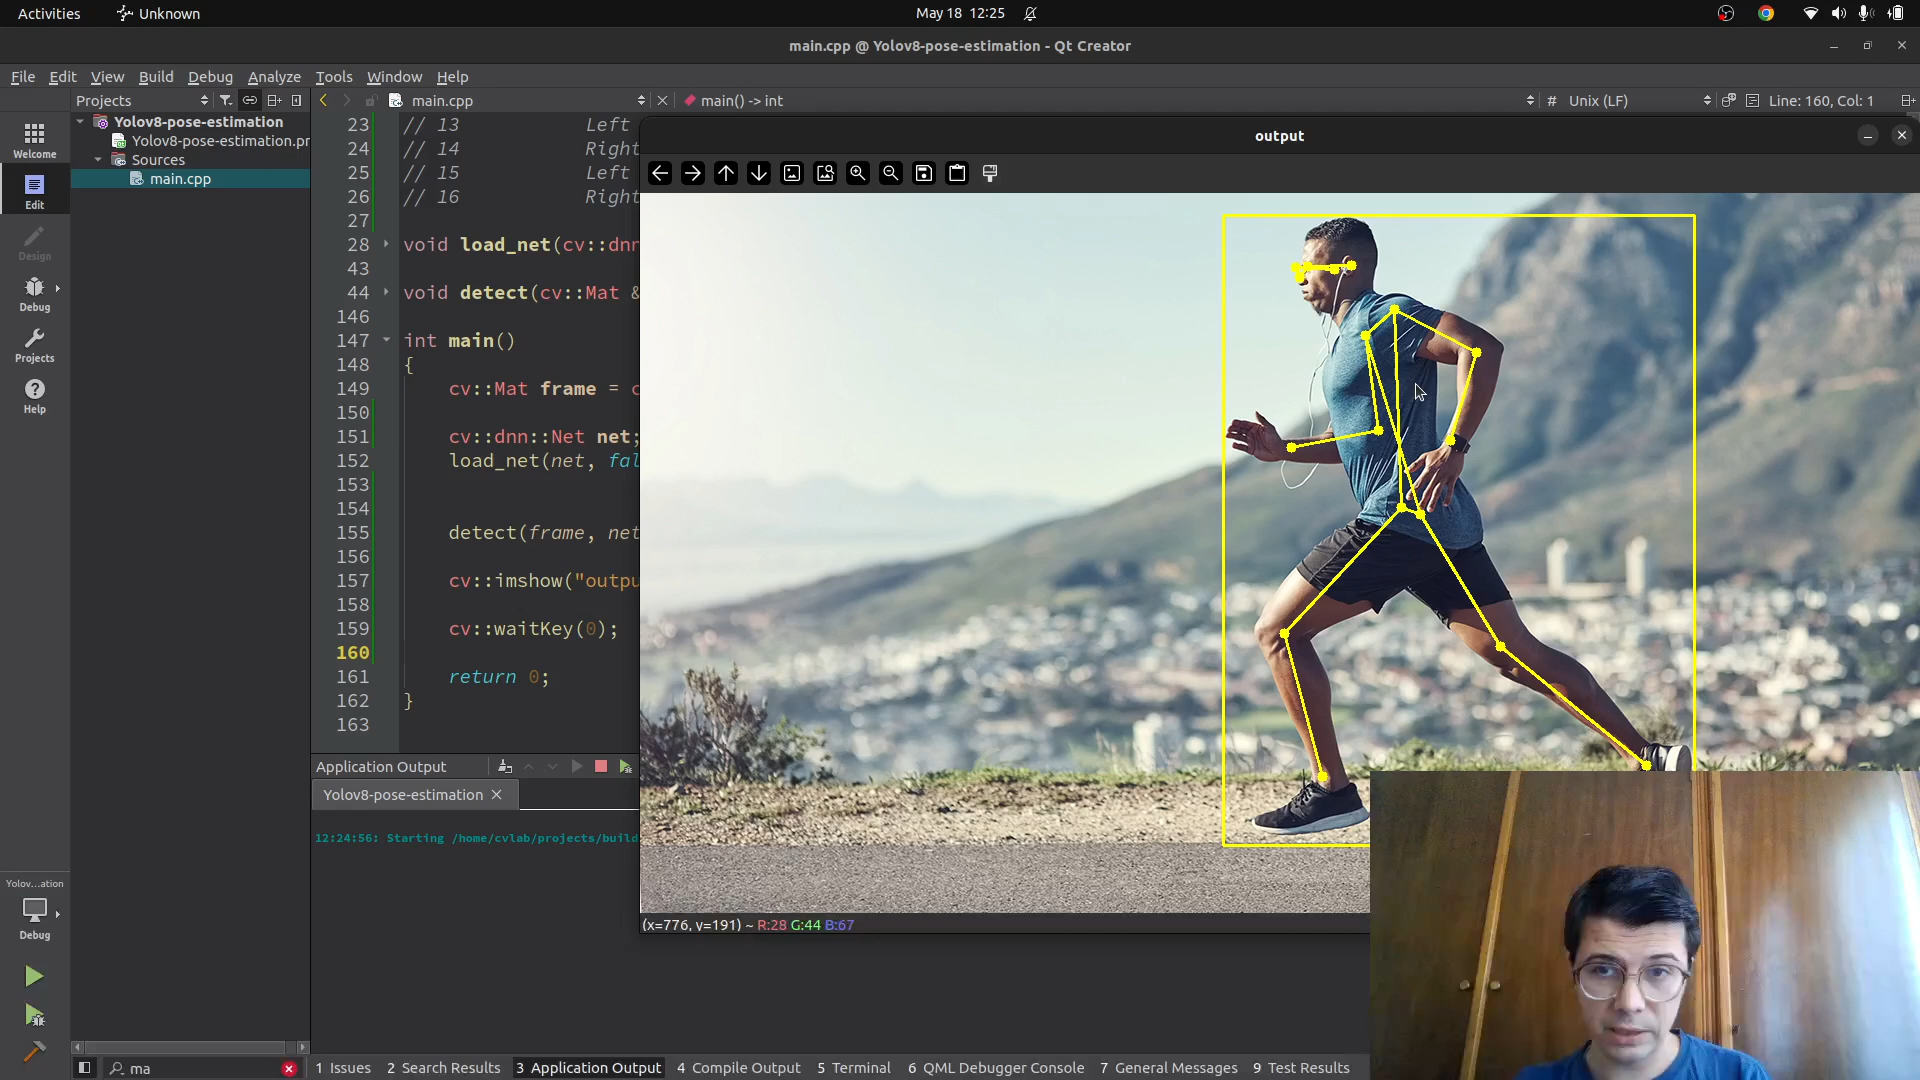 Activities
Unknown
May 18 12:25
main.cpp @ Yolov8-pose-estimation - Qt Creator
File Edit View Build Debug Analyze Tools Window Help
Projects
main.cpp
main() -> int
#
Unix (LF)
Line: 160, Col: 1
Yolov8-pose-estimation
Yolov8-pose-estimation.pr
Sources
main.cpp
Welcome
Edit
Design
Debug
Projects
Help
23 // 13 Left
24 // 14 Right
25 // 15 Left
26 // 16 Right
27
28 void load_net(cv::dnn
43
44 void detect(cv::Mat &
146
147 int main()
148 {
149 cv::Mat frame = c
150
151 cv::dnn::Net net;
152 load_net(net, fal
153
154
155 detect(frame, net
156
157 cv::imshow("outpu
158
159 cv::waitKey(0);
160
161 return 0;
162 }
163
output
(x=776, y=191) ~ R:28 G:44 B:67
Application Output
Yolov8-pose-estimation
12:24:56: Starting /home/cvlab/projects/build
Yolov...ation
Debug
ma
1 Issues 2 Search Results 3 Application Output 4 Compile Output 5 Terminal 6 QML Debugger Console 7 General Messages 9 Test Results